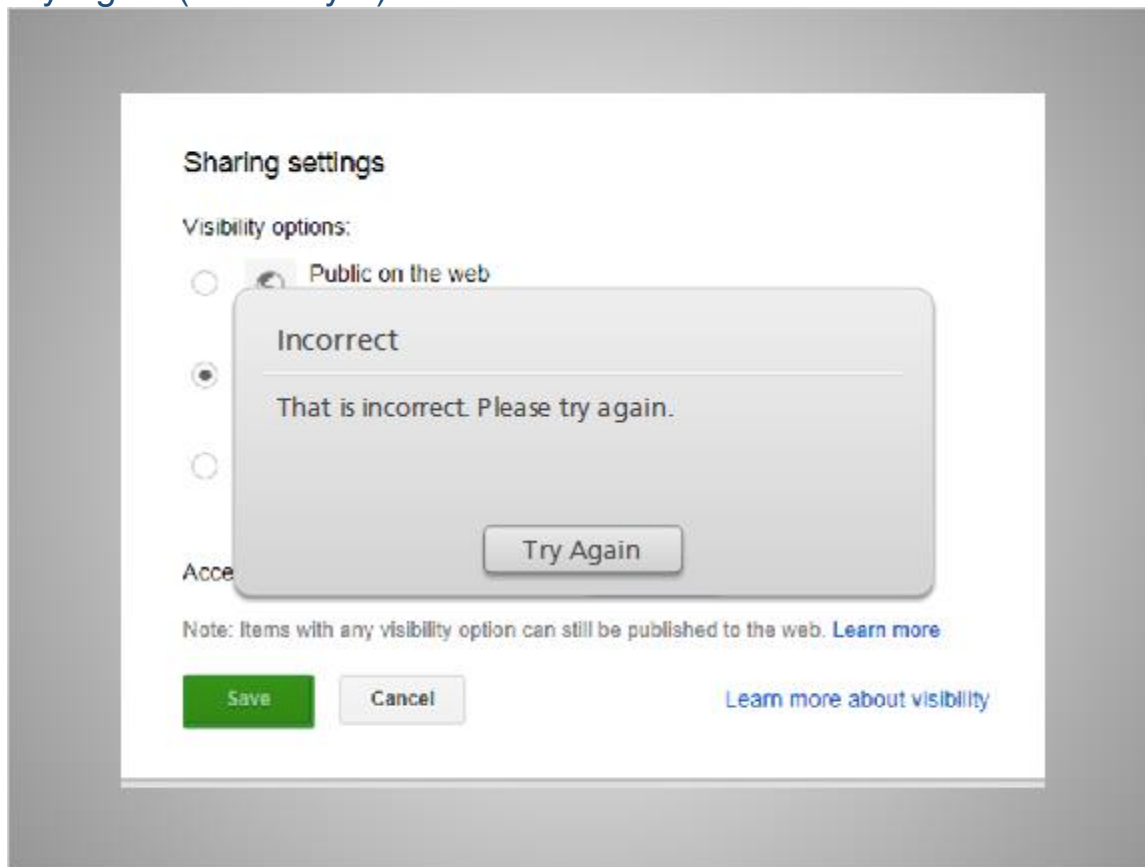 Sharing settings
Visibility options:
Public on the web
Incorrect
That is incorrect. Please try again.
Try Again
Note: Items with any visibility option can still be published to the web. Learn more
Save Cancel Learn more about visibility